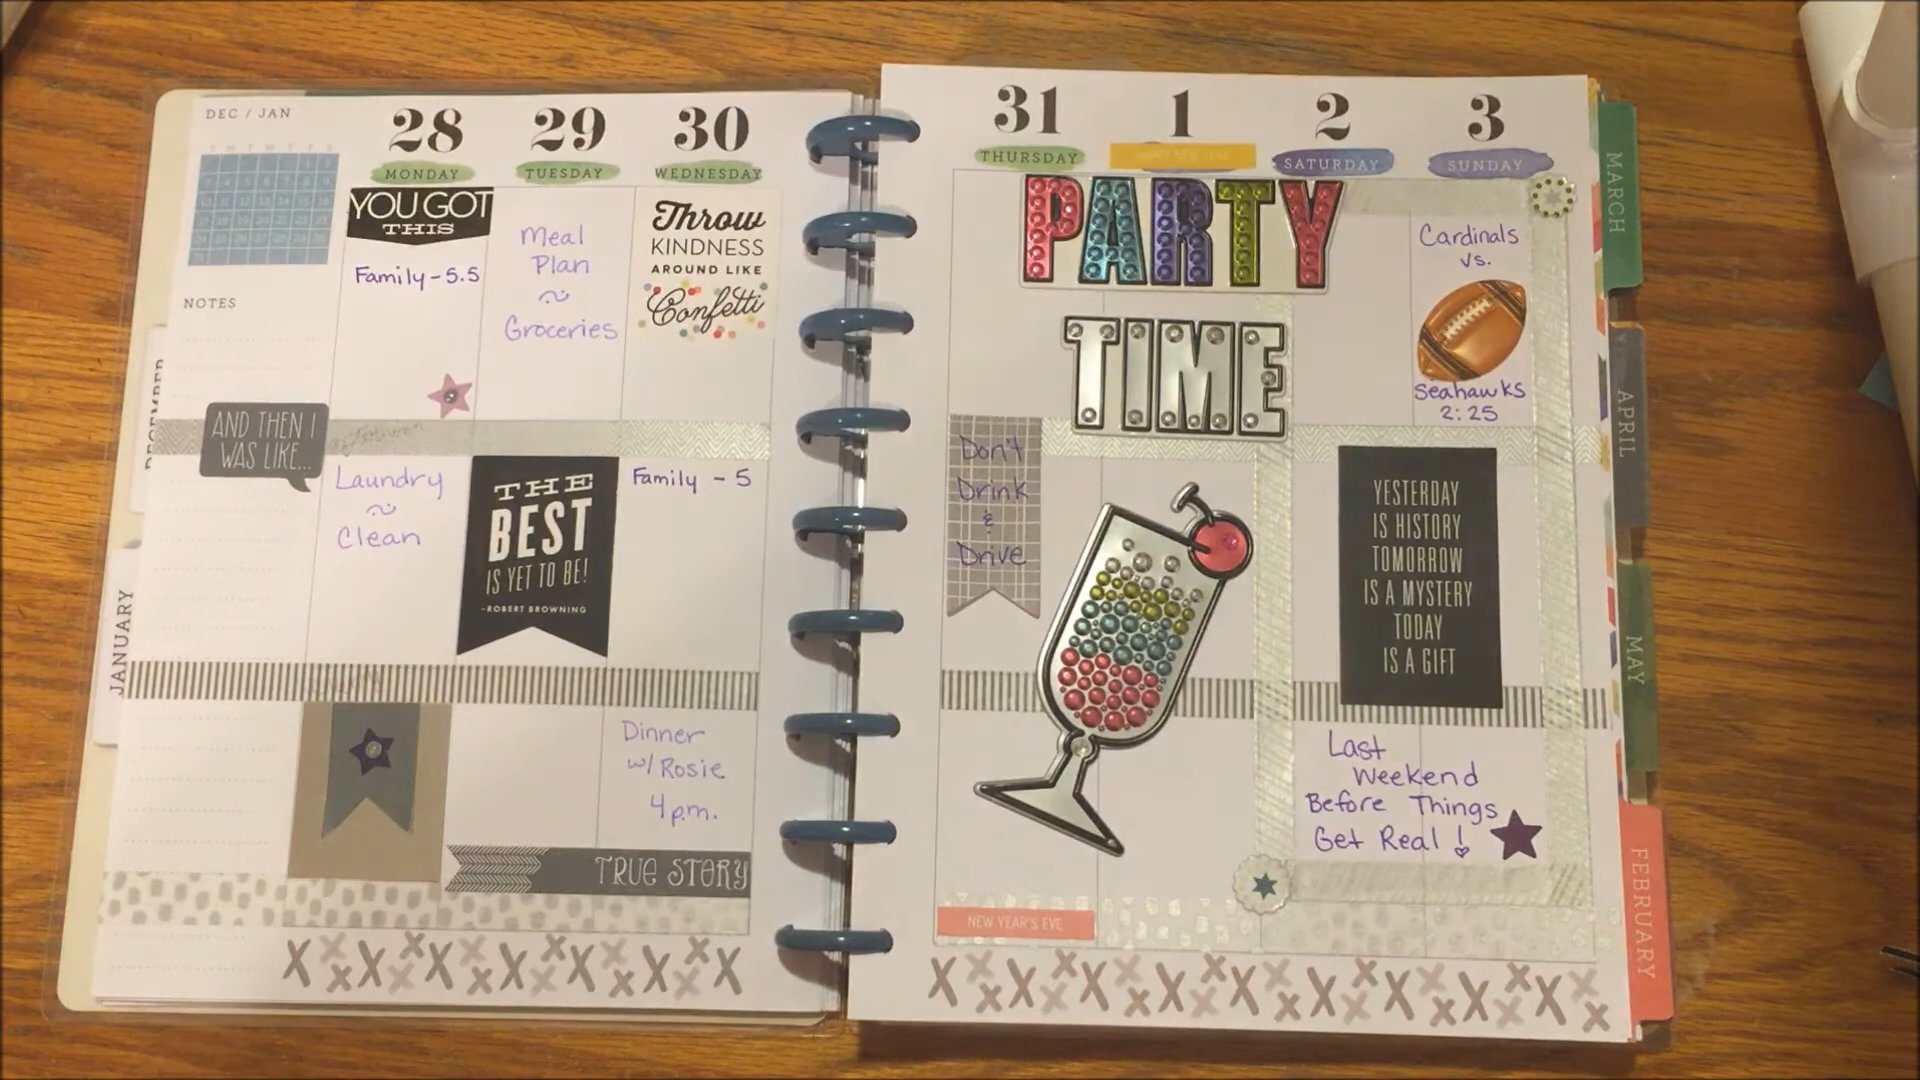 DEC / JAN
28
MONDAY
29
TUESDAY
30
WEDNESDAY
NOTES
YOU GOT
THIS
Family - 5.5
Meal
Plan
~
Groceries
Throw
KINDNESS
AROUND LIKE
Confetti
AND THEN I
WAS LIKE...
Laundry
~
Clean
THE
BEST
IS YET TO BE!
-ROBERT BROWNING
Family - 5
Dinner
w/ Rosie
4 p.m.
TRUE STORY
DECEMBER
JANUARY
31
THURSDAY
1
2
SATURDAY
3
SUNDAY
PARTY
TIME
Cardinals
vs.
Seahawks
2:25
Don't
Drink
&
Drive
YESTERDAY
IS HISTORY
TOMORROW
IS A MYSTERY
TODAY
IS A GIFT
Last
Weekend
Before Things
Get Real!
NEW YEAR'S EVE
MARCH
APRIL
MAY
FEBRUARY